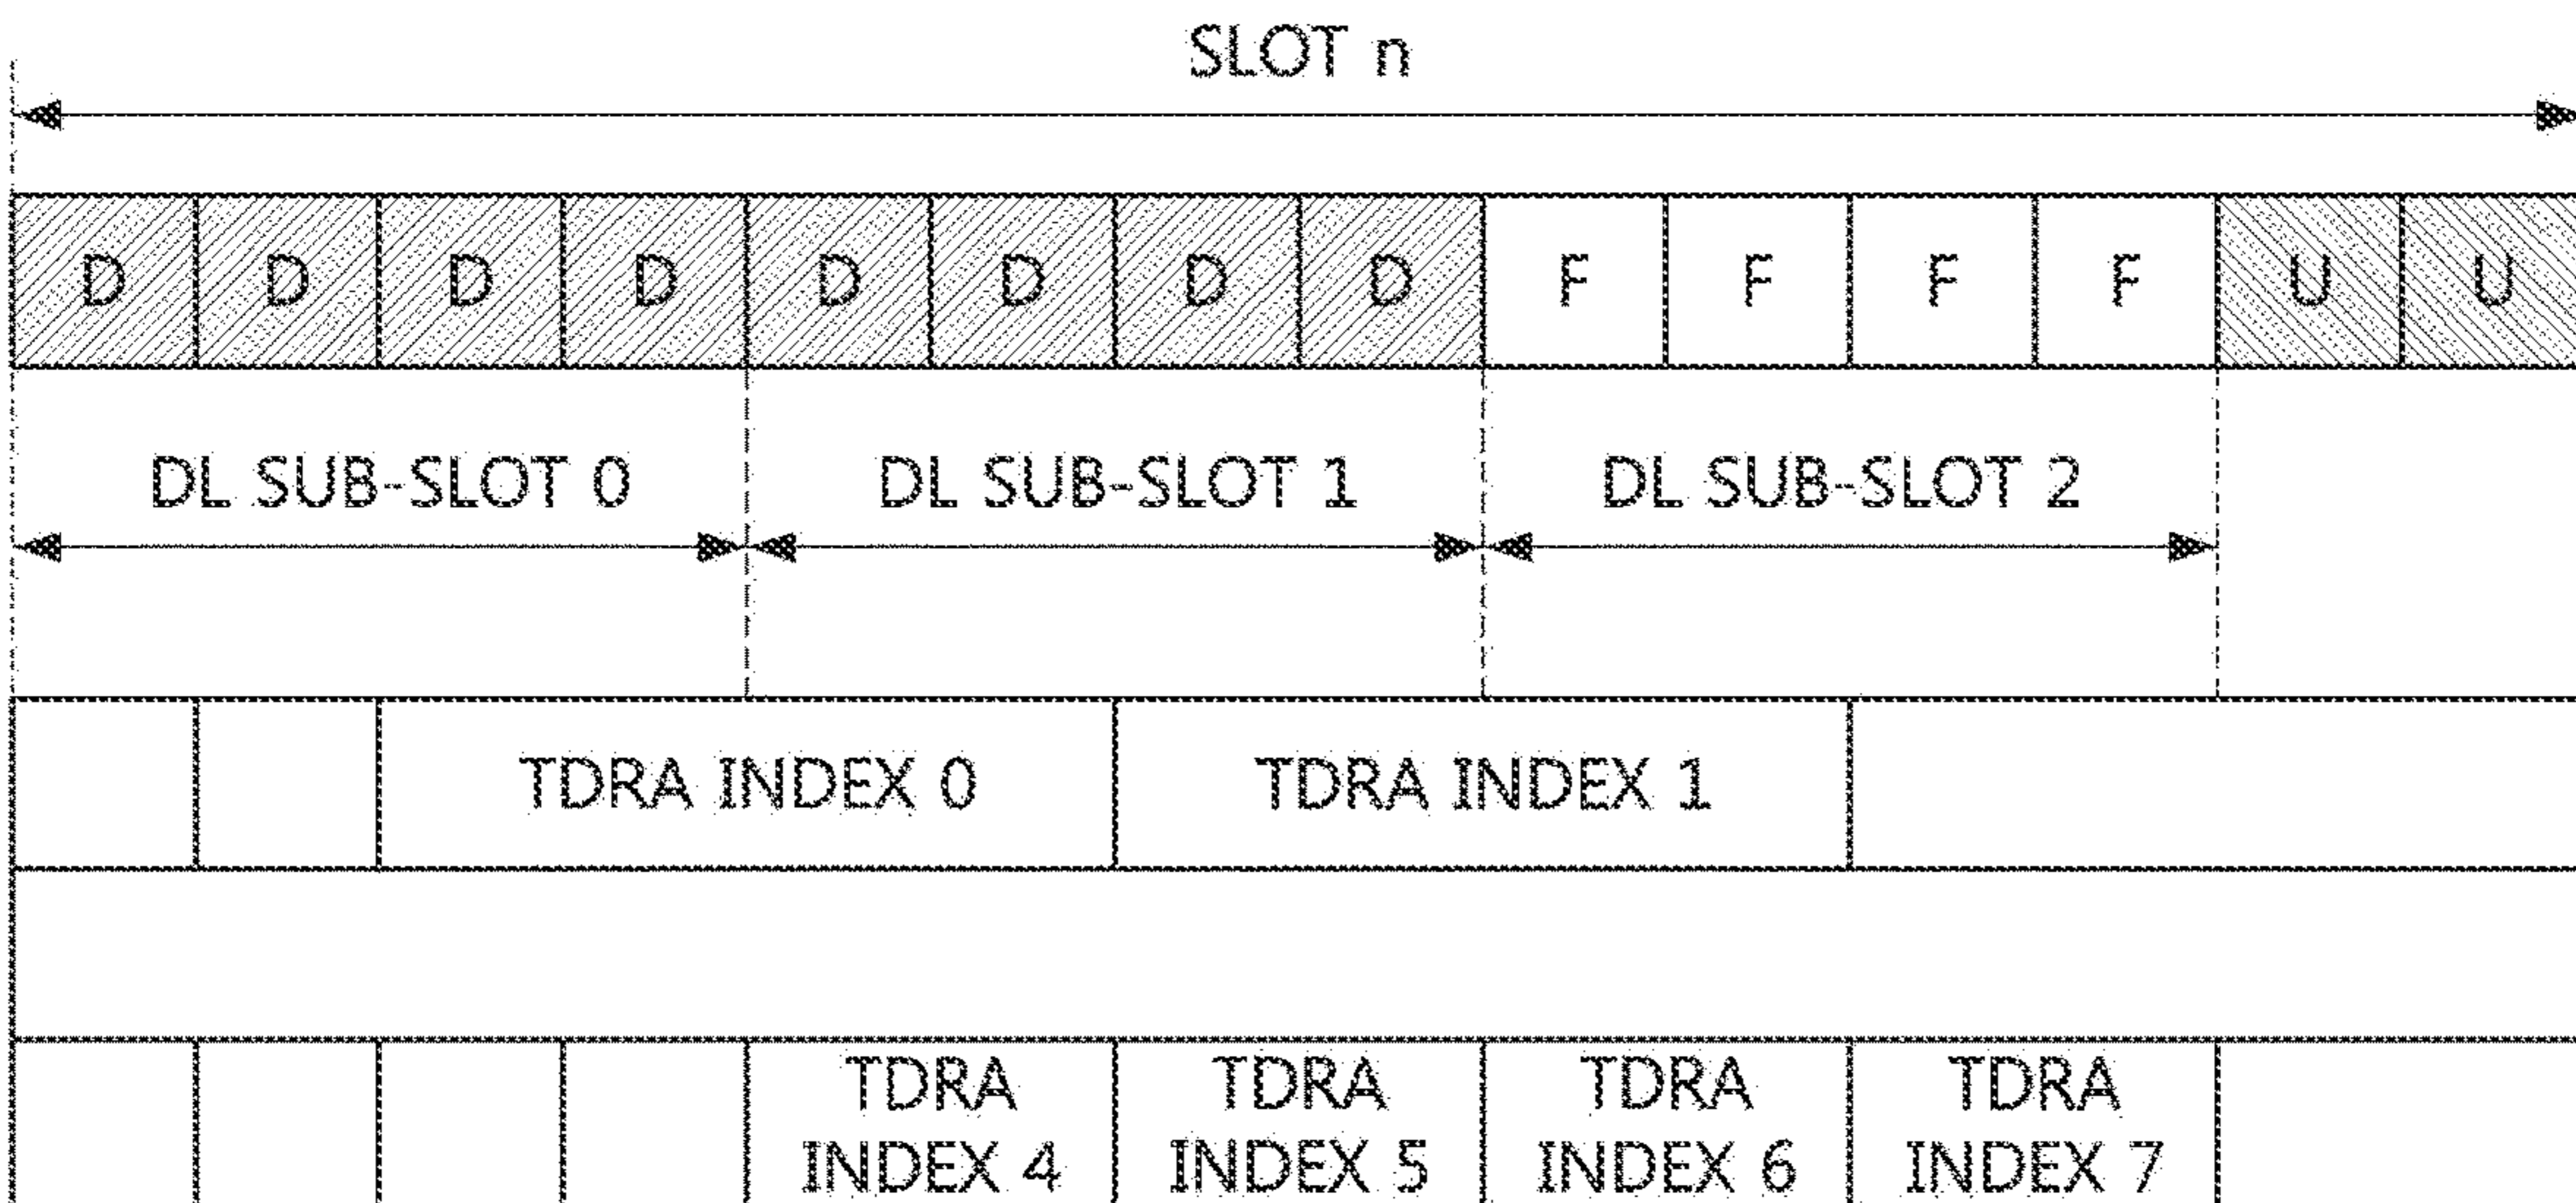 SLOT n
D D D D D D D D F F F F U U
DL SUB-SLOT 0 DL SUB-SLOT 1 DL SUB-SLOT 2
TDRA INDEX 0 TDRA INDEX 1
TDRA TDRA TDRA TDRA
INDEX 4 INDEX 5 INDEX 6 INDEX 7